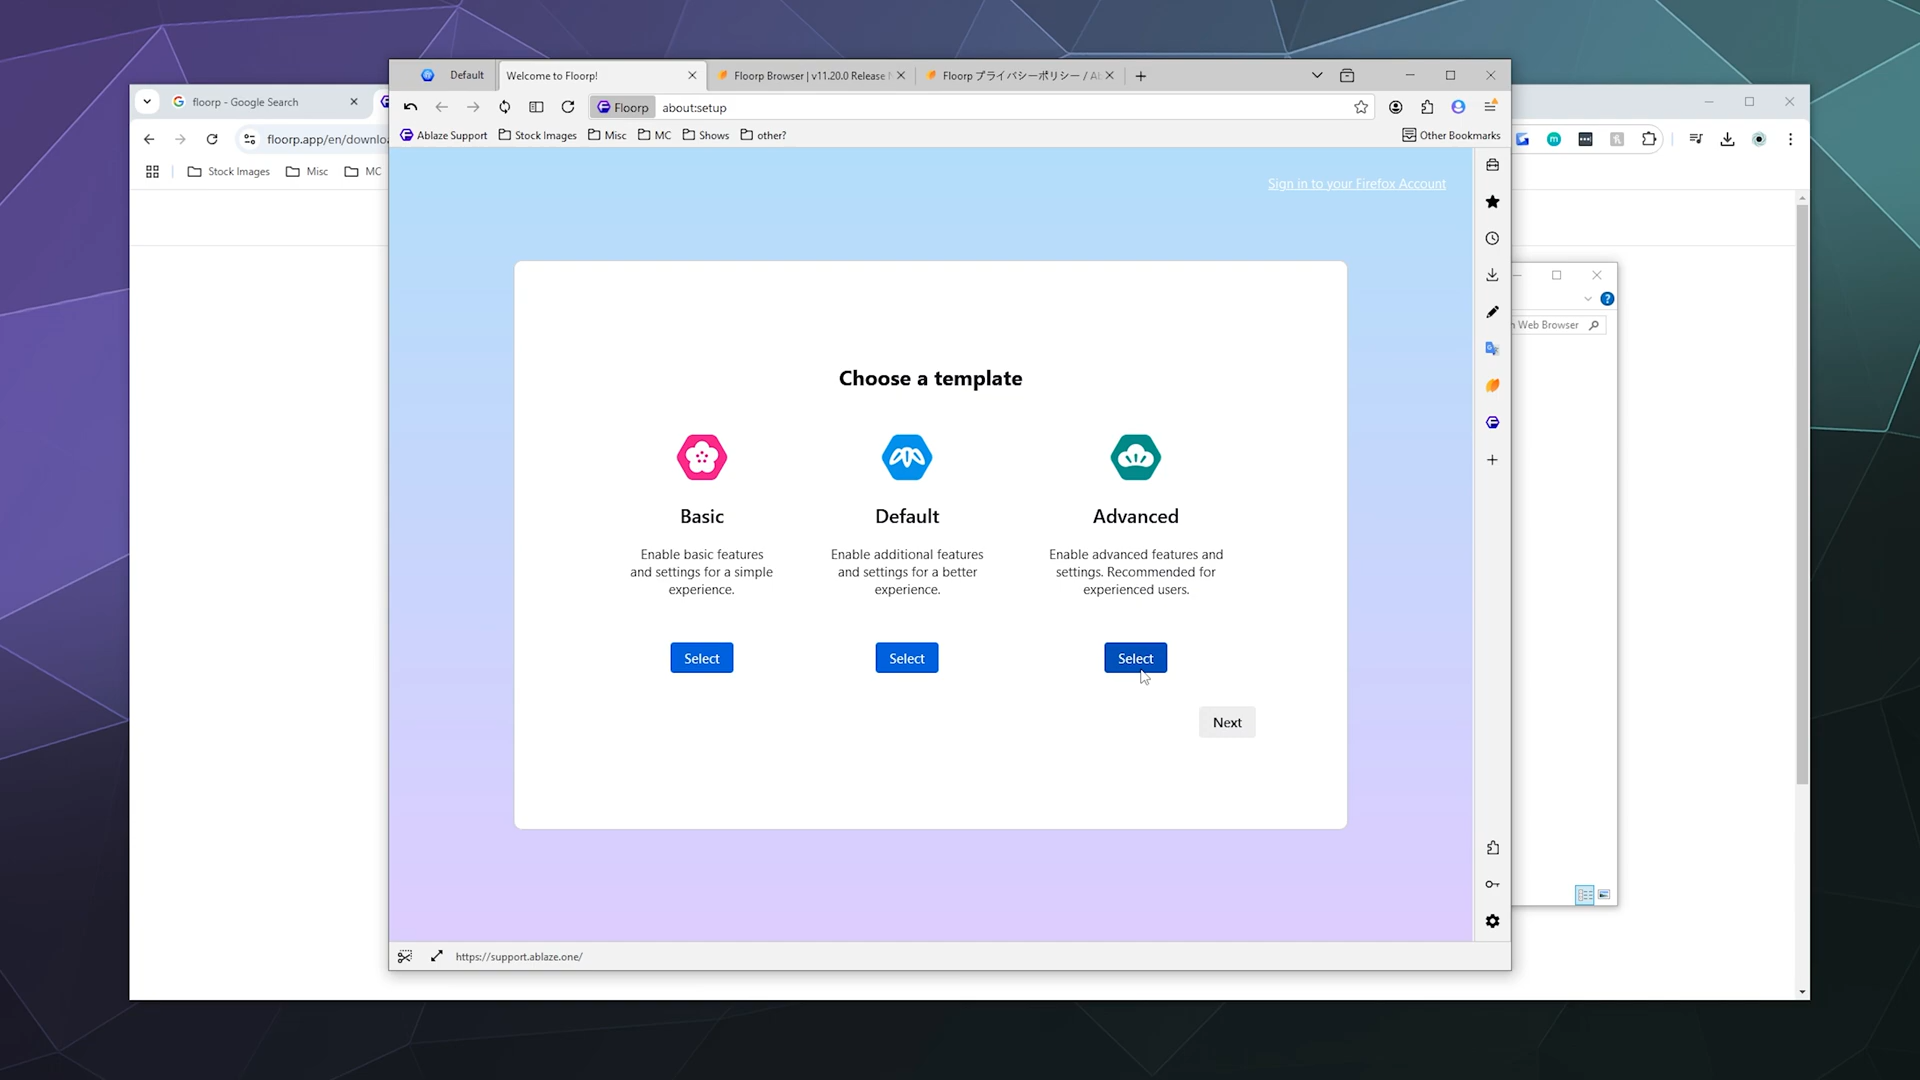 Default
Welcome to Floorp!
Floorp Browser | v11.20.0 Release
Floorp プライバシーポリシー /
floorp - Google Search
Floorp
about:setup
floorp.app/en/downlo
Ablaze Support
Stock Images
Misc
MC
Shows
other?
Other Bookmarks
Stock Images
Misc
MC
Sign in to your Firefox Account
Web Browser
Choose a template
Basic
Default
Advanced
Enable basic features
and settings for a simple
experience.
Enable additional features
and settings for a better
experience.
Enable advanced features and
settings. Recommended for
experienced users.
Select
Select
Select
Next
https://support.ablaze.one/